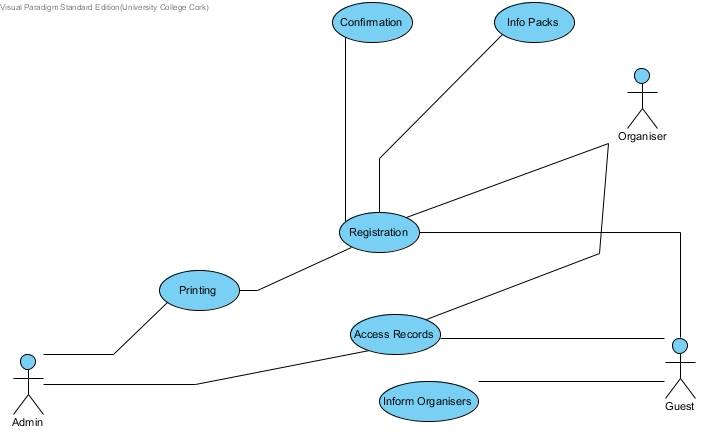 Visual Paradigm Standard Edition(University College Cork)
Confirmation
Info Packs
Organiser
Registration
Printing
Access Records
Guest
Inform Organisers
Admin